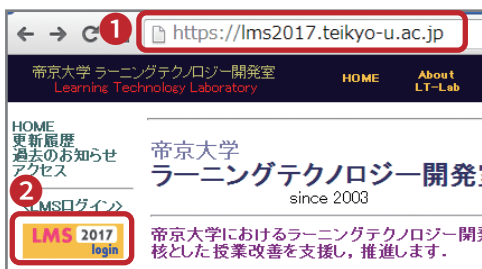 1
https://lms2017.teikyo-u.ac.jp
帝京大学 ラーニングテクノロジー開発室
Learning Technology Laboratory
HOME
About
LT-Lab
HOME
更新履歴
過去のお知らせ
アクセス
2
<LMSログイン>
LMS 2017
login
帝京大学
ラーニングテクノロジー開発
since 2003
帝京大学におけるラーニングテクノロジー開
核とした授業改善を支援し，推進します．